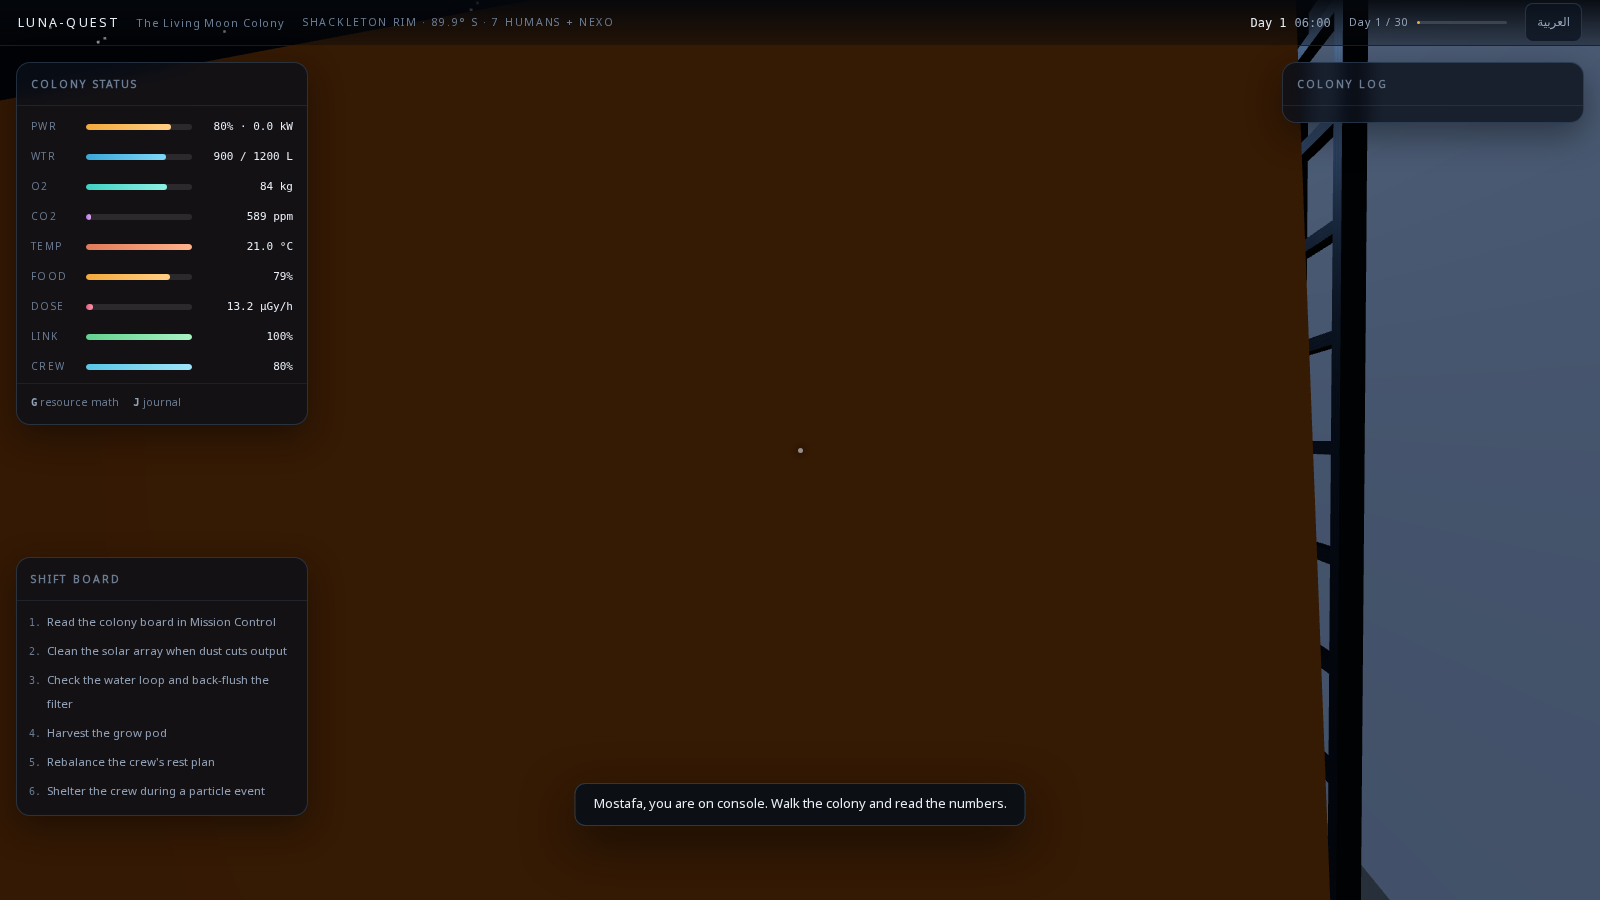 LUNA-QUEST The Living Moon Colony SHACKLETON RIM · 89.9° S · 7 HUMANS + NEXO Day 1 06:00 Day 1 / 30 العربية
COLONY STATUS
PWR 80% · 0.0 kW
WTR 900 / 1200 L
O2 84 kg
CO2 589 ppm
TEMP 21.0 °C
FOOD 79%
DOSE 13.2 µGy/h
LINK 100%
CREW 80%
G resource math J journal
COLONY LOG
SHIFT BOARD
1. Read the colony board in Mission Control
2. Clean the solar array when dust cuts output
3. Check the water loop and back-flush the
filter
4. Harvest the grow pod
5. Rebalance the crew's rest plan
6. Shelter the crew during a particle event
Mostafa, you are on console. Walk the colony and read the numbers.